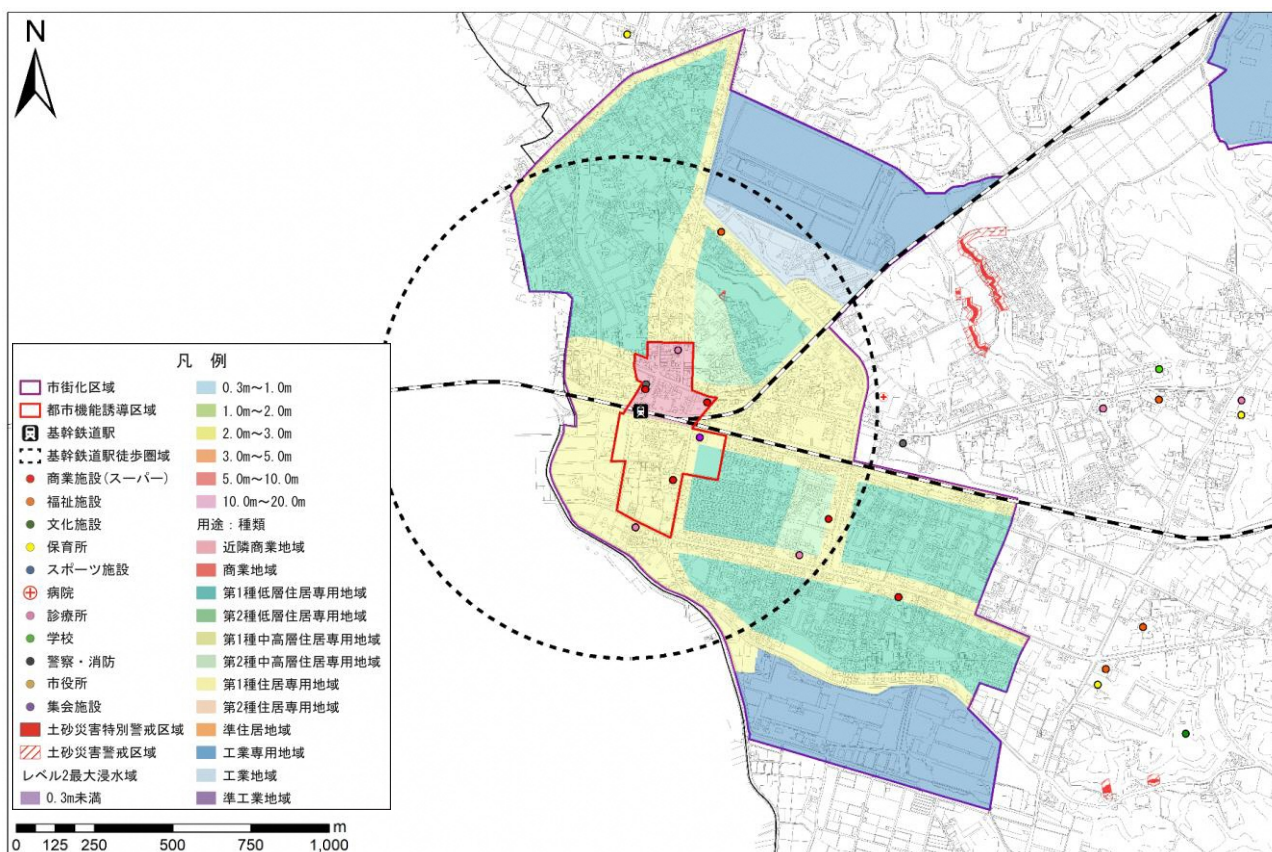 N
凡 例
市街化区域
都市機能誘導区域
基幹鉄道駅
基幹鉄道駅徒歩圏域
商業施設(スーパー)
福祉施設
文化施設
保育所
スポーツ施設
病院
診療所
学校
警察・消防
市役所
集会施設
土砂災害特別警戒区域
土砂災害警戒区域
レベル2最大浸水域
0.3m未満
0.3m～1.0m
1.0m～2.0m
2.0m～3.0m
3.0m～5.0m
5.0m～10.0m
10.0m～20.0m
用途：種類
近隣商業地域
商業地域
第1種低層住居専用地域
第2種低層住居専用地域
第1種中高層住居専用地域
第2種中高層住居専用地域
第1種住居専用地域
第2種住居専用地域
準住居地域
工業専用地域
工業地域
準工業地域
0 125 250 500 750 1,000 m